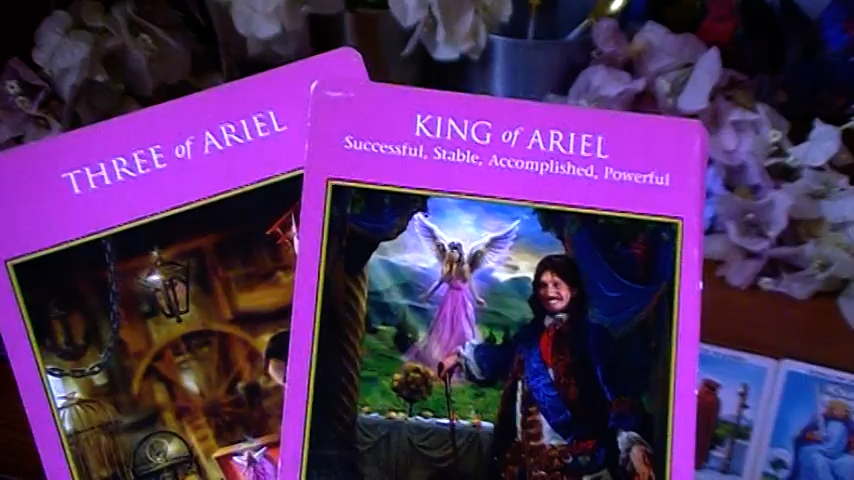 THREE of ARIEL
KING of ARIEL
Successful, Stable, Accomplished, Powerful